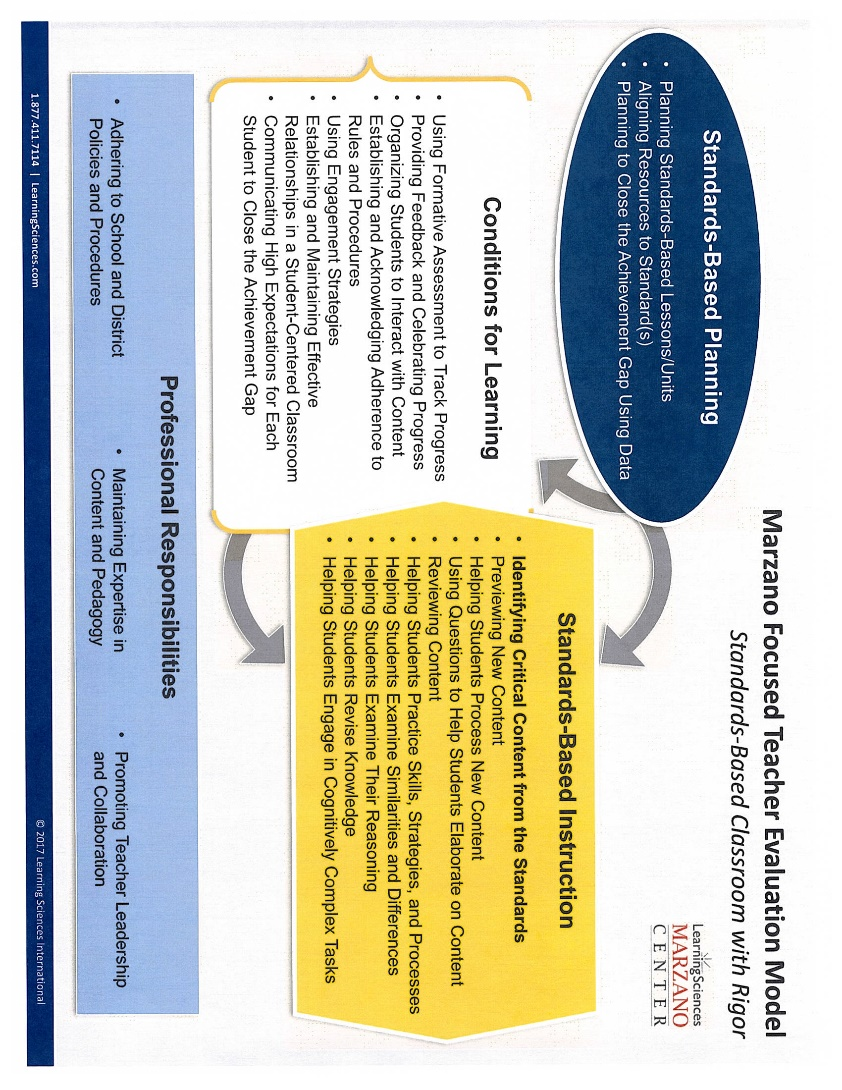 Marzano Focused Teacher Evaluation Model
Standards-Based Classroom with Rigor
LearningSciences
MARZANO
CENTER
Standards-Based Planning
• Planning Standards-Based Lessons/Units
• Aligning Resources to Standard(s)
• Planning to Close the Achievement Gap Using Data
Conditions for Learning
• Using Formative Assessment to Track Progress
• Providing Feedback and Celebrating Progress
• Organizing Students to Interact with Content
• Establishing and Acknowledging Adherence to
Rules and Procedures
• Using Engagement Strategies
• Establishing and Maintaining Effective
Relationships in a Student-Centered Classroom
• Communicating High Expectations for Each
Student to Close the Achievement Gap
Standards-Based Instruction
• Identifying Critical Content from the Standards
• Previewing New Content
• Helping Students Process New Content
• Using Questions to Help Students Elaborate on Content
• Reviewing Content
• Helping Students Practice Skills, Strategies, and Processes
• Helping Students Examine Similarities and Differences
• Helping Students Examine Their Reasoning
• Helping Students Revise Knowledge
• Helping Students Engage in Cognitively Complex Tasks
Professional Responsibilities
• Adhering to School and District
Policies and Procedures
• Maintaining Expertise in
Content and Pedagogy
• Promoting Teacher Leadership
and Collaboration
1.877.411.7114 | LearningSciences.com
© 2017 Learning Sciences International